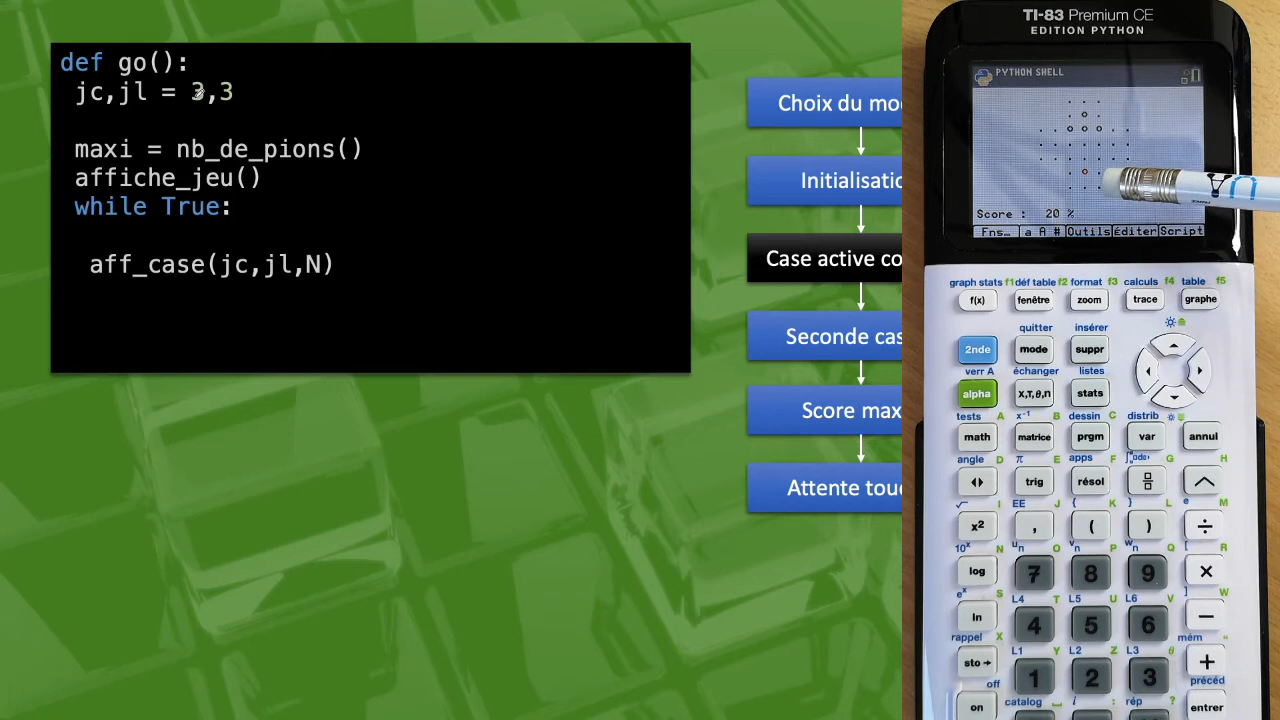 def go():
jc,jl = 3,3
maxi = nb_de_pions()
affiche_jeu()
while True:
aff_case(jc,jl,N)
Choix du mo
Initialisatio
Case active co
Seconde cas
Score max
Attente tou
TI-83 Premium CE
EDITION PYTHON
PYTHON SHELL
Score : 20 %
Fns… a A # Outils Éditer Script
graph stats f1 déf table f2 format f3 calculs f4 table f5
f(x) fenêtre zoom trace graphe
quitter insérer
2nde mode suppr
verr A échanger listes
alpha X,T,θ,n stats
tests A x⁻¹ B dessin C distrib
math matrice prgm var annul
angle D π E apps F G H
trig résol
√ I EE J { K } L e M
x² , ( ) ÷
10ˣ N uₙ O vₙ P wₙ Q [ R
log 7 8 9 ×
eˣ S L4 T L5 U L6 V ] W
ln 4 5 6 −
rappel X L1 Y L2 Z L3 θ mém "
sto→ 1 2 3 +
off catalog i : rép ? précéd
on entrer